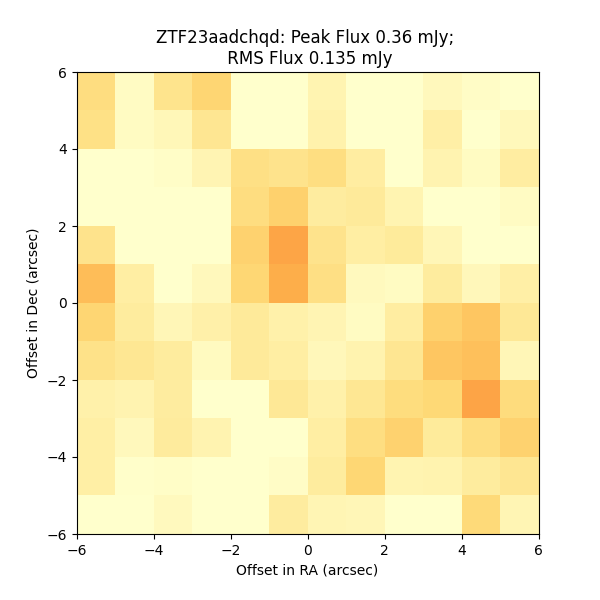 ZTF23aadchqd: Peak Flux 0.36 mJy;
RMS Flux 0.135 mJy
6
4
2
0
−2
−4
−6
Offset in Dec (arcsec)
−6 −4 −2 0 2 4 6
Offset in RA (arcsec)